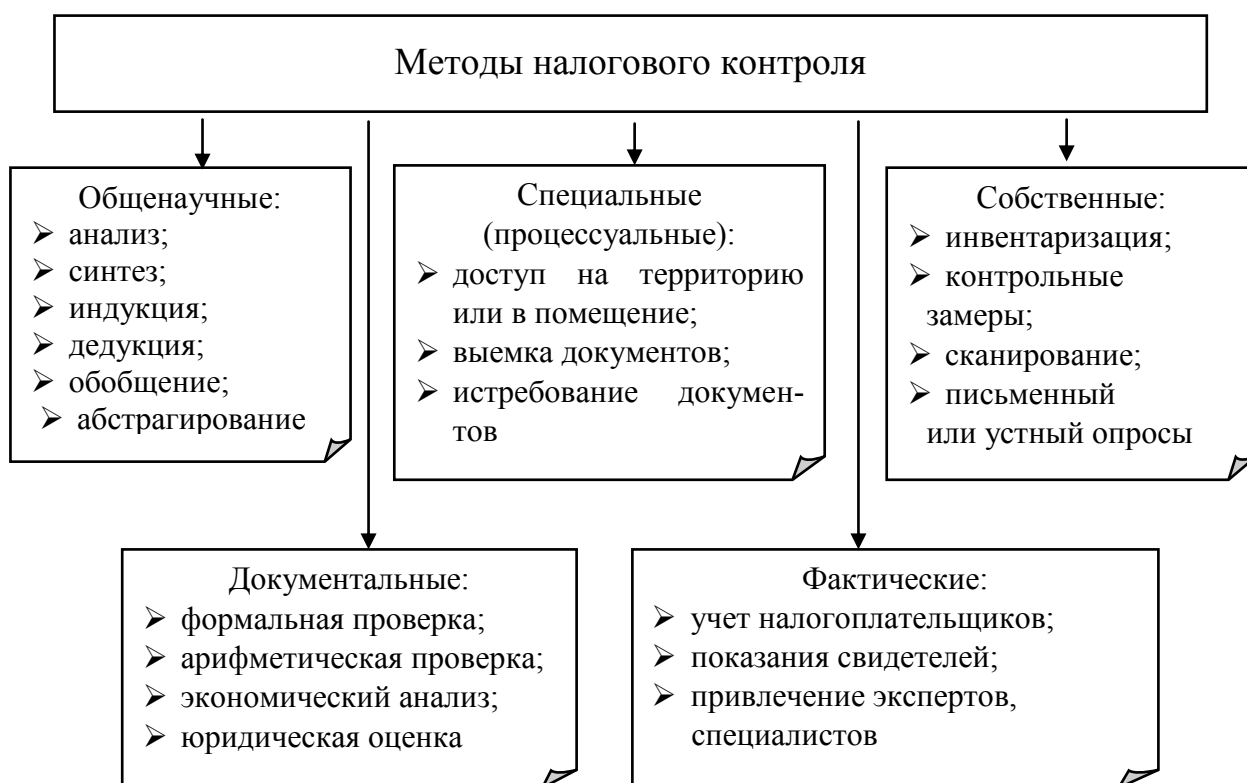 Методы налогового контроля
Общенаучные:
➢ анализ;
➢ синтез;
➢ индукция;
➢ дедукция;
➢ обобщение;
➢ абстрагирование
Специальные
(процессуальные):
➢ доступ на территорию
или в помещение;
➢ выемка документов;
➢ истребование докумен-
тов
Собственные:
➢ инвентаризация;
➢ контрольные
замеры;
➢ сканирование;
➢ письменный
или устный опросы
Документальные:
➢ формальная проверка;
➢ арифметическая проверка;
➢ экономический анализ;
➢ юридическая оценка
Фактические:
➢ учет налогоплательщиков;
➢ показания свидетелей;
➢ привлечение экспертов,
специалистов